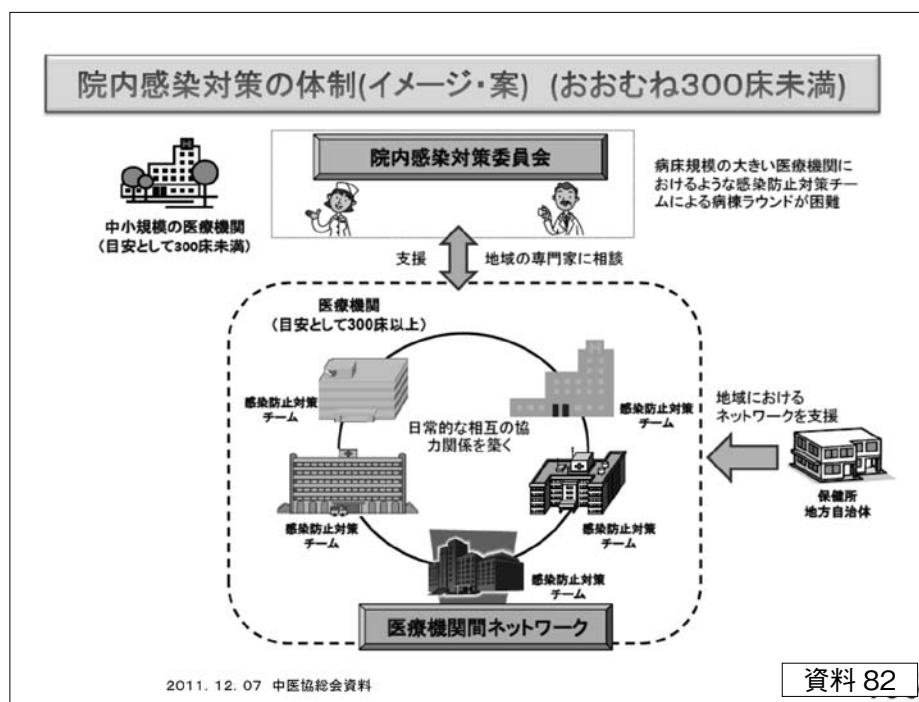 院内感染対策の体制(イメージ・案) (おおむね300床未満)
院内感染対策委員会
中小規模の医療機関
(目安として300床未満)
病床規模の大きい医療機関に
おけるような感染防止対策チー
ムによる病棟ラウンドが困難
支援
地域の専門家に相談
医療機関
(目安として300床以上)
感染防止対策
チーム
感染防止対策
チーム
日常的な相互の協
力関係を築く
感染防止対策
チーム
感染防止対策
チーム
感染防止対策
チーム
医療機関間ネットワーク
地域における
ネットワークを支援
保健所
地方自治体
2011. 12. 07 中医協総会資料
資料 82